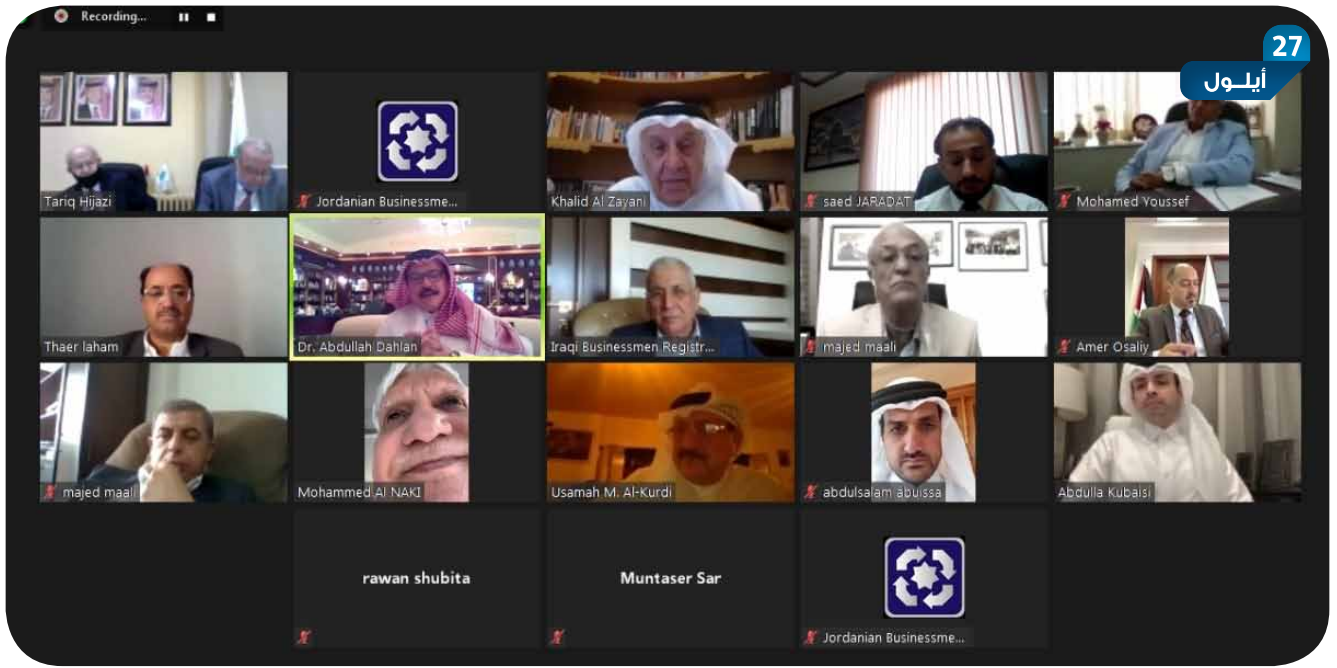 Recording...
27
أيلــول
Tariq Hijazi
Jordanian Businessme...
Khalid Al Zayani
saed JARADAT
Mohamed Youssef
Thaer laham
Dr. Abdullah Dahlan
Iraqi Businessmen Registr...
majed maali
Amer Osaliy
majed maali
Mohammed Al NAKI
Usamah M. Al-Kurdi
abdulsalam abuissa
Abdulla Kubaisi
rawan shubita
Muntaser Sar
Jordanian Businessme...